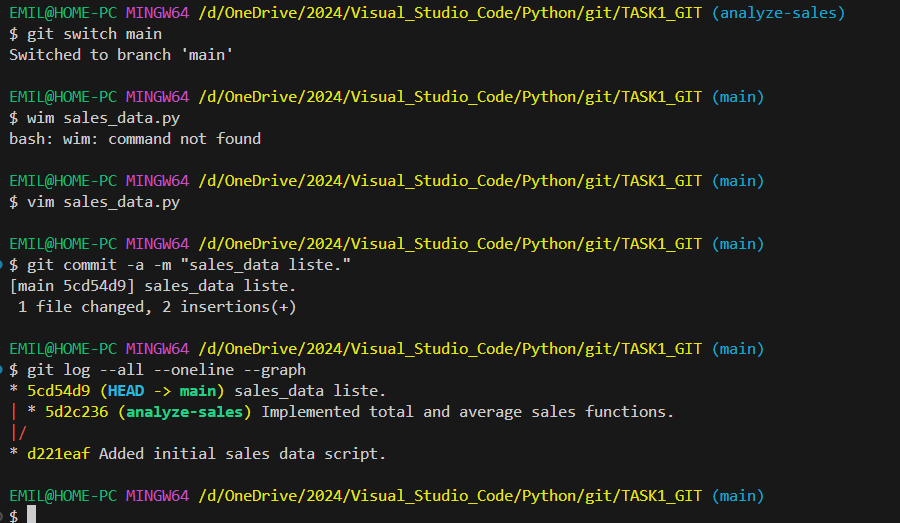 EMIL@HOME-PC MINGW64 /d/OneDrive/2024/Visual_Studio_Code/Python/git/TASK1_GIT (analyze-sales)
$ git switch main
Switched to branch 'main'
EMIL@HOME-PC MINGW64 /d/OneDrive/2024/Visual_Studio_Code/Python/git/TASK1_GIT (main)
$ wim sales_data.py
bash: wim: command not found
EMIL@HOME-PC MINGW64 /d/OneDrive/2024/Visual_Studio_Code/Python/git/TASK1_GIT (main)
$ vim sales_data.py
EMIL@HOME-PC MINGW64 /d/OneDrive/2024/Visual_Studio_Code/Python/git/TASK1_GIT (main)
$ git commit -a -m "sales_data liste."
[main 5cd54d9] sales_data liste.
 1 file changed, 2 insertions(+)
EMIL@HOME-PC MINGW64 /d/OneDrive/2024/Visual_Studio_Code/Python/git/TASK1_GIT (main)
$ git log --all --oneline --graph
* 5cd54d9 (HEAD -> main) sales_data liste.
| * 5d2c236 (analyze-sales) Implemented total and average sales functions.
|/
* d221eaf Added initial sales data script.
EMIL@HOME-PC MINGW64 /d/OneDrive/2024/Visual_Studio_Code/Python/git/TASK1_GIT (main)
$